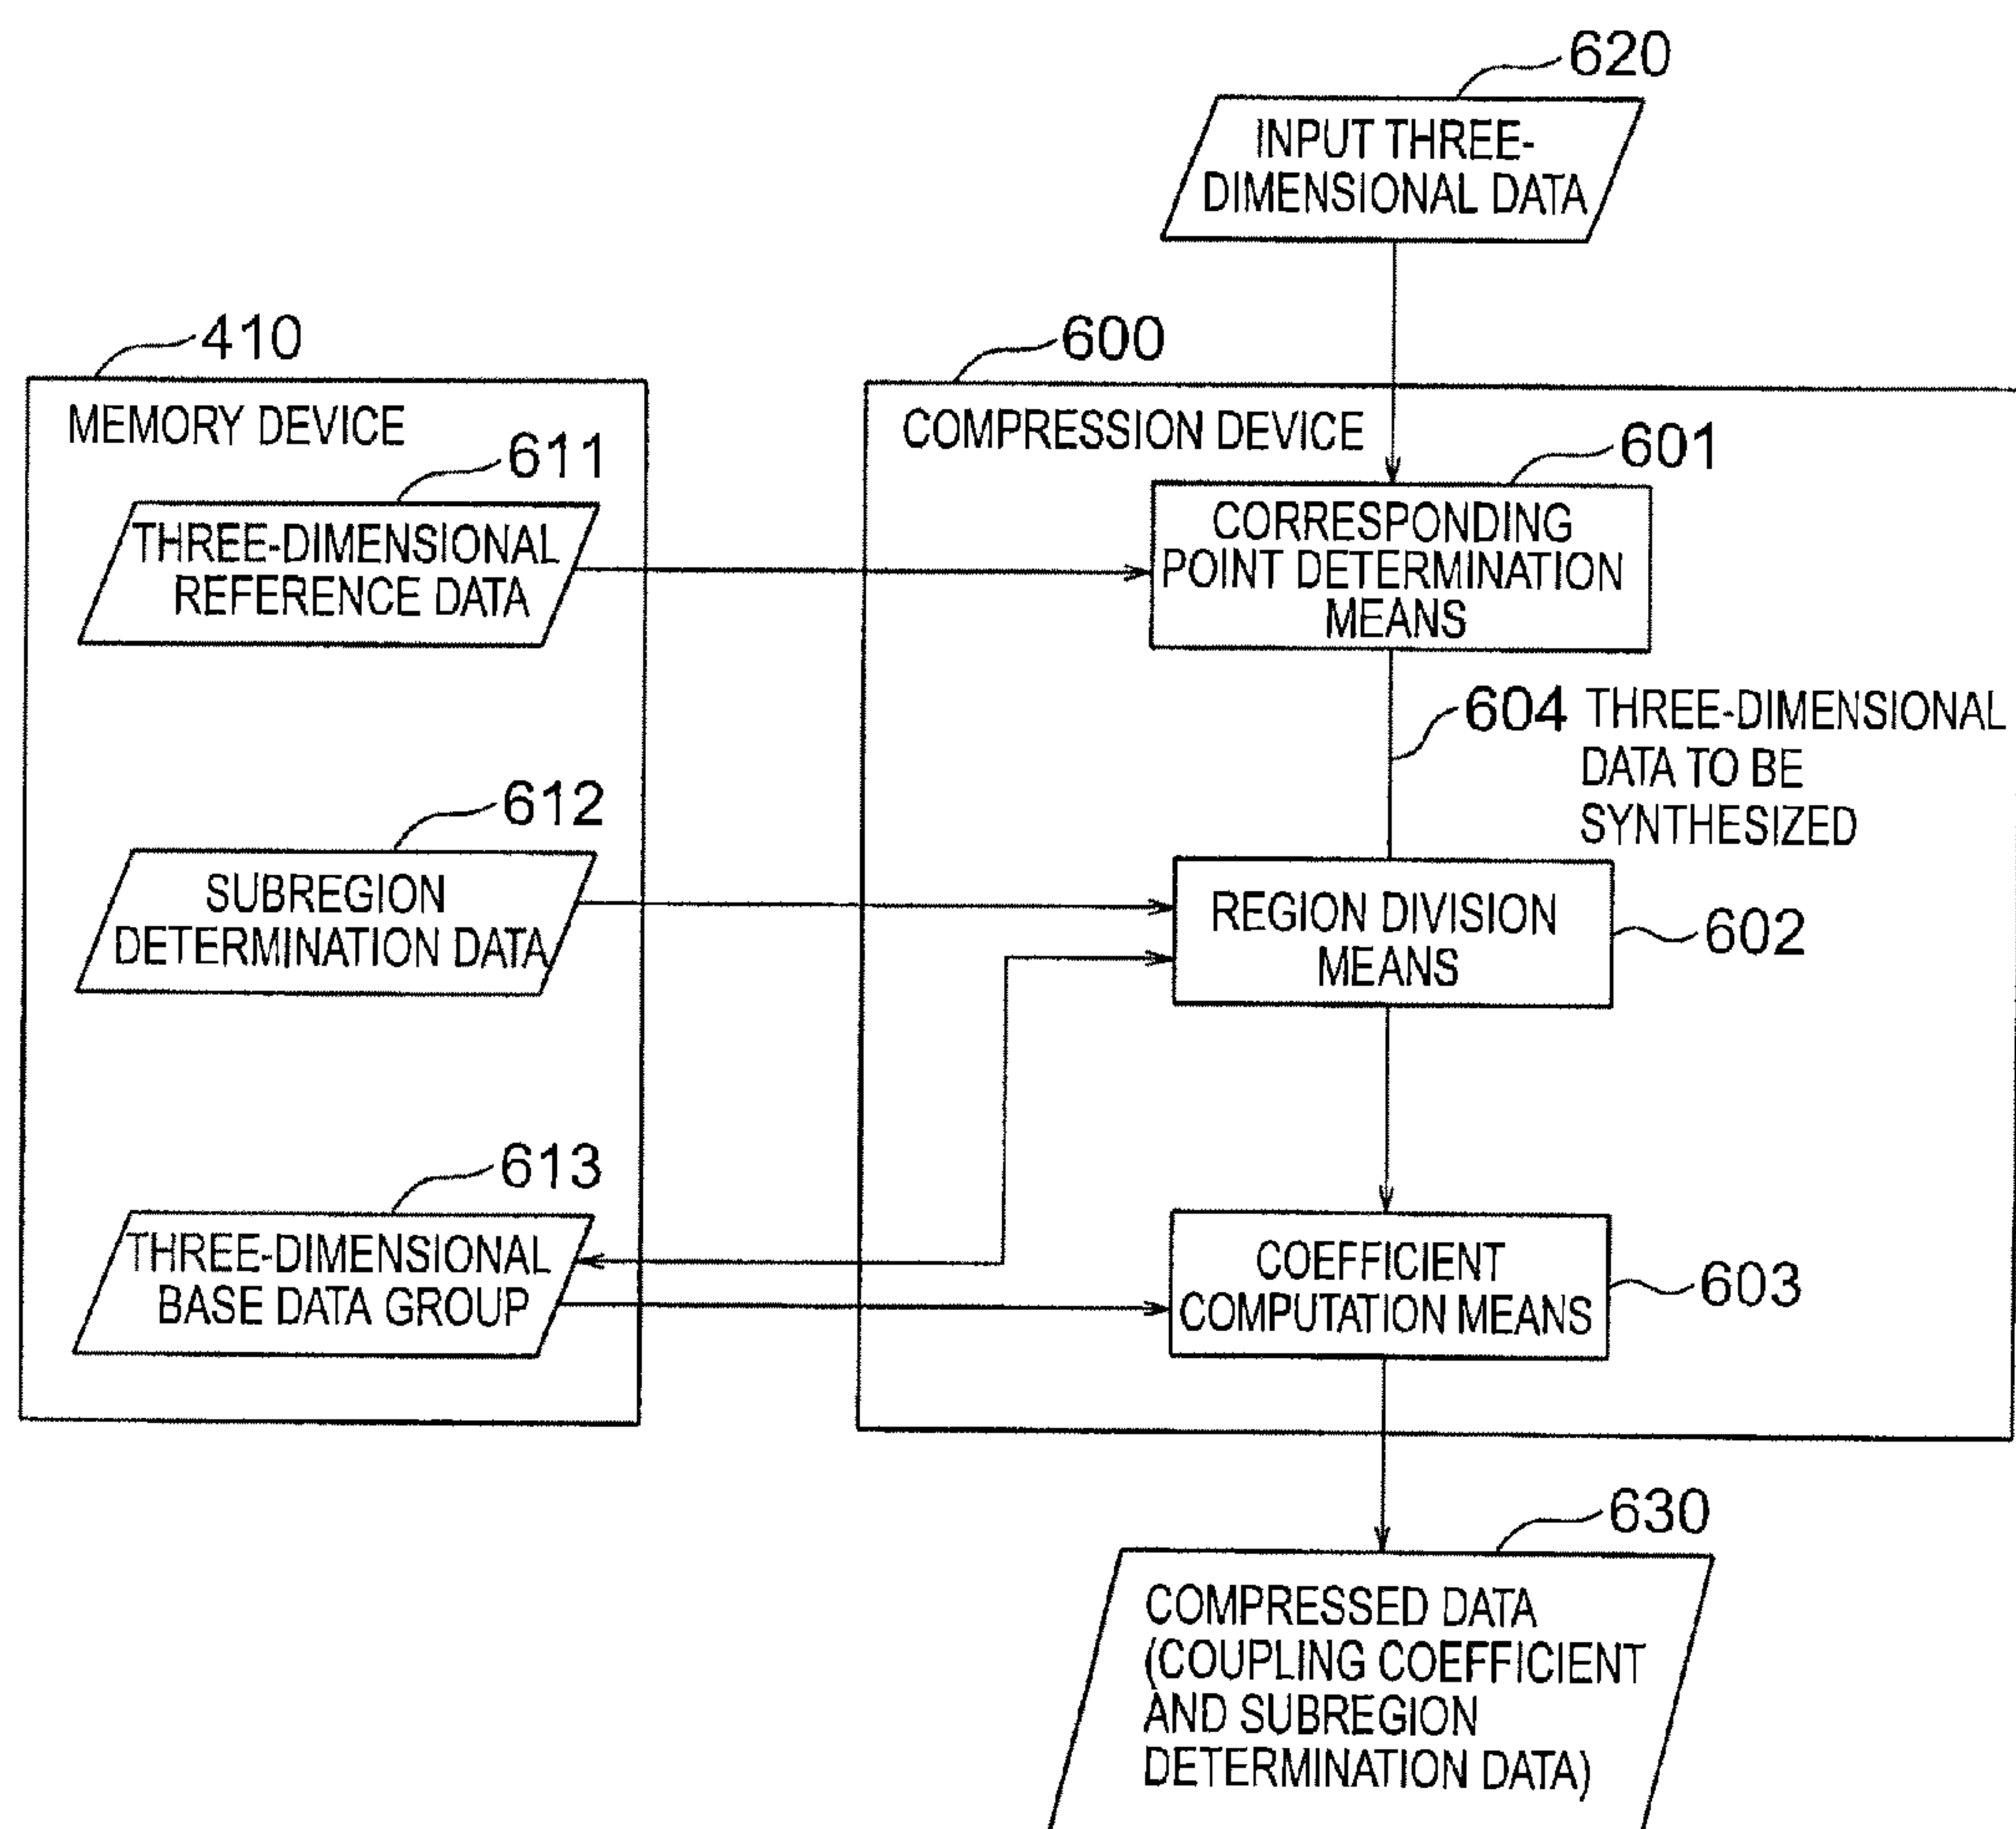 620
INPUT THREE-
DIMENSIONAL DATA
410
MEMORY DEVICE
611
THREE-DIMENSIONAL
REFERENCE DATA
612
SUBREGION
DETERMINATION DATA
613
THREE-DIMENSIONAL
BASE DATA GROUP
600
COMPRESSION DEVICE
601
CORRESPONDING
POINT DETERMINATION
MEANS
604 THREE-DIMENSIONAL
DATA TO BE
SYNTHESIZED
REGION DIVISION
MEANS
602
COEFFICIENT
COMPUTATION MEANS
603
630
COMPRESSED DATA
(COUPLING COEFFICIENT
AND SUBREGION
DETERMINATION DATA)